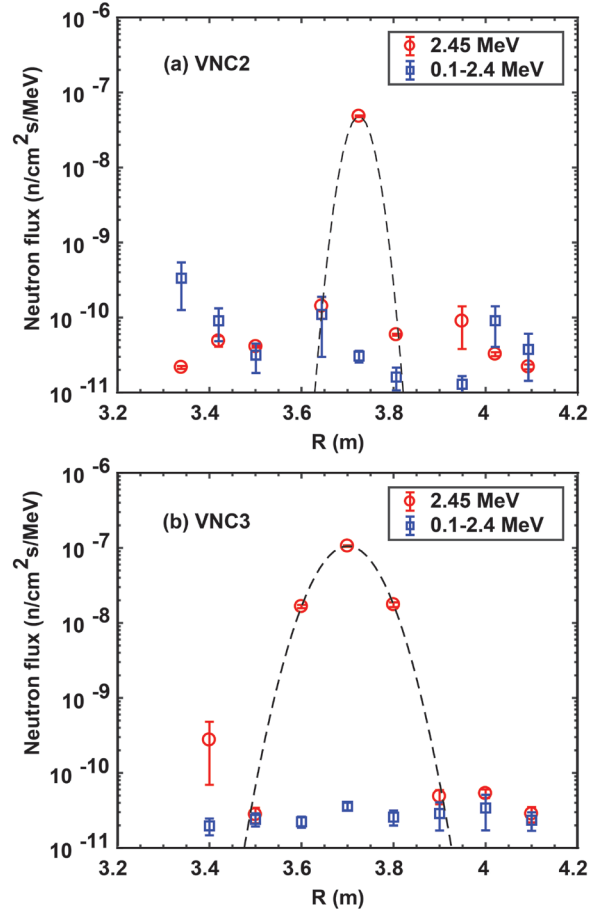 10^-6
(a) VNC2
2.45 MeV
0.1-2.4 MeV
10^-7
10^-8
10^-9
10^-10
10^-11
Neutron flux (n/cm^2s/MeV)
3.2 3.4 3.6 3.8 4 4.2
R (m)
10^-6
(b) VNC3
2.45 MeV
0.1-2.4 MeV
10^-7
10^-8
10^-9
10^-10
10^-11
Neutron flux (n/cm^2s/MeV)
3.2 3.4 3.6 3.8 4 4.2
R (m)